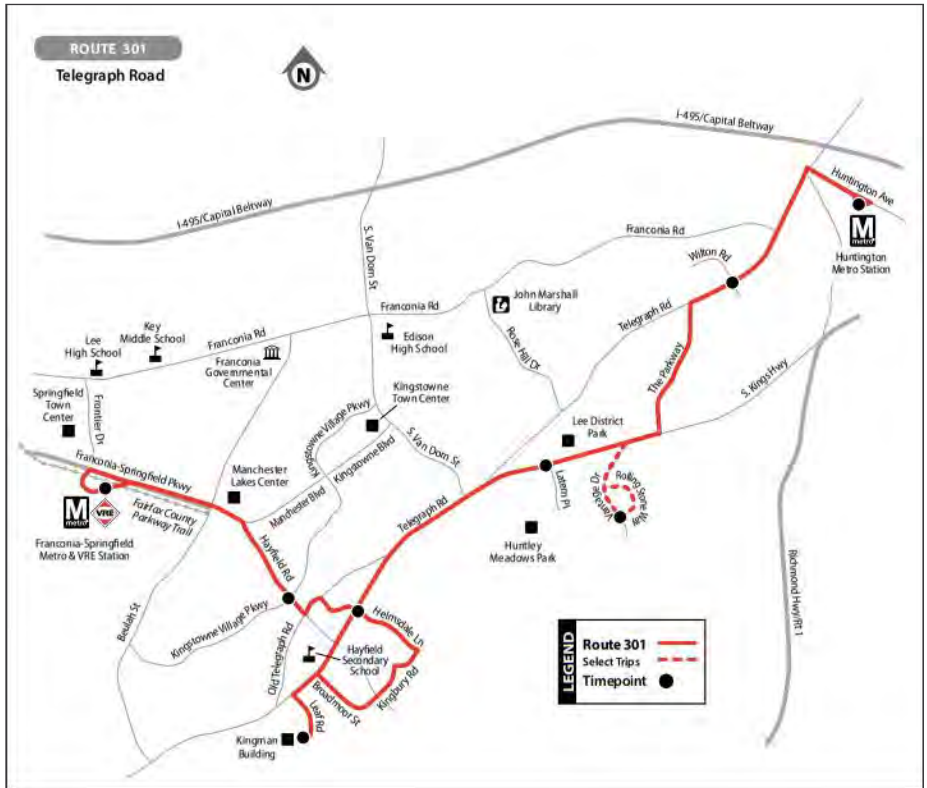 ROUTE 301
Telegraph Road
N
I-495/Capital Beltway
I-495/Capital Beltway
Huntington Ave
M
metro
Huntington
Metro Station
S. Van Dorn St
Franconia Rd
Wilton Rd
John Marshall
Library
Franconia Rd
Telegraph Rd
Key
Middle School
Lee
High School
Franconia Rd
Edison
High School
Franconia
Governmental
Center
Rose Hill Dr
The Parkway
S. Kings Hwy
Springfield
Town
Center
Frontier Dr
Kingstowne
Town Center
Kingstowne Village Pkwy
Kingstowne Blvd
S. Van Dorn St
Lee District
Park
Franconia-Springfield Pkwy
Manchester
Lakes Center
Manchester Blvd
Telegraph Rd
Latern Pl
Vantage Dr
Rolling Stone Way
M
metro
VRE
Fairfax County
Parkway Trail
Franconia-Springfield
Metro & VRE Station
Huntley
Meadows Park
Hayfield Rd
Richmond Hwy/Rt 1
Beulah St
Kingstowne Village Pkwy
Old Telegraph Rd
Helmsdale Ln
Hayfield
Secondary
School
Kingbury Rd
Broadmoor St
Leaf Rd
Kingman
Building
LEGEND
Route 301
Select Trips
Timepoint